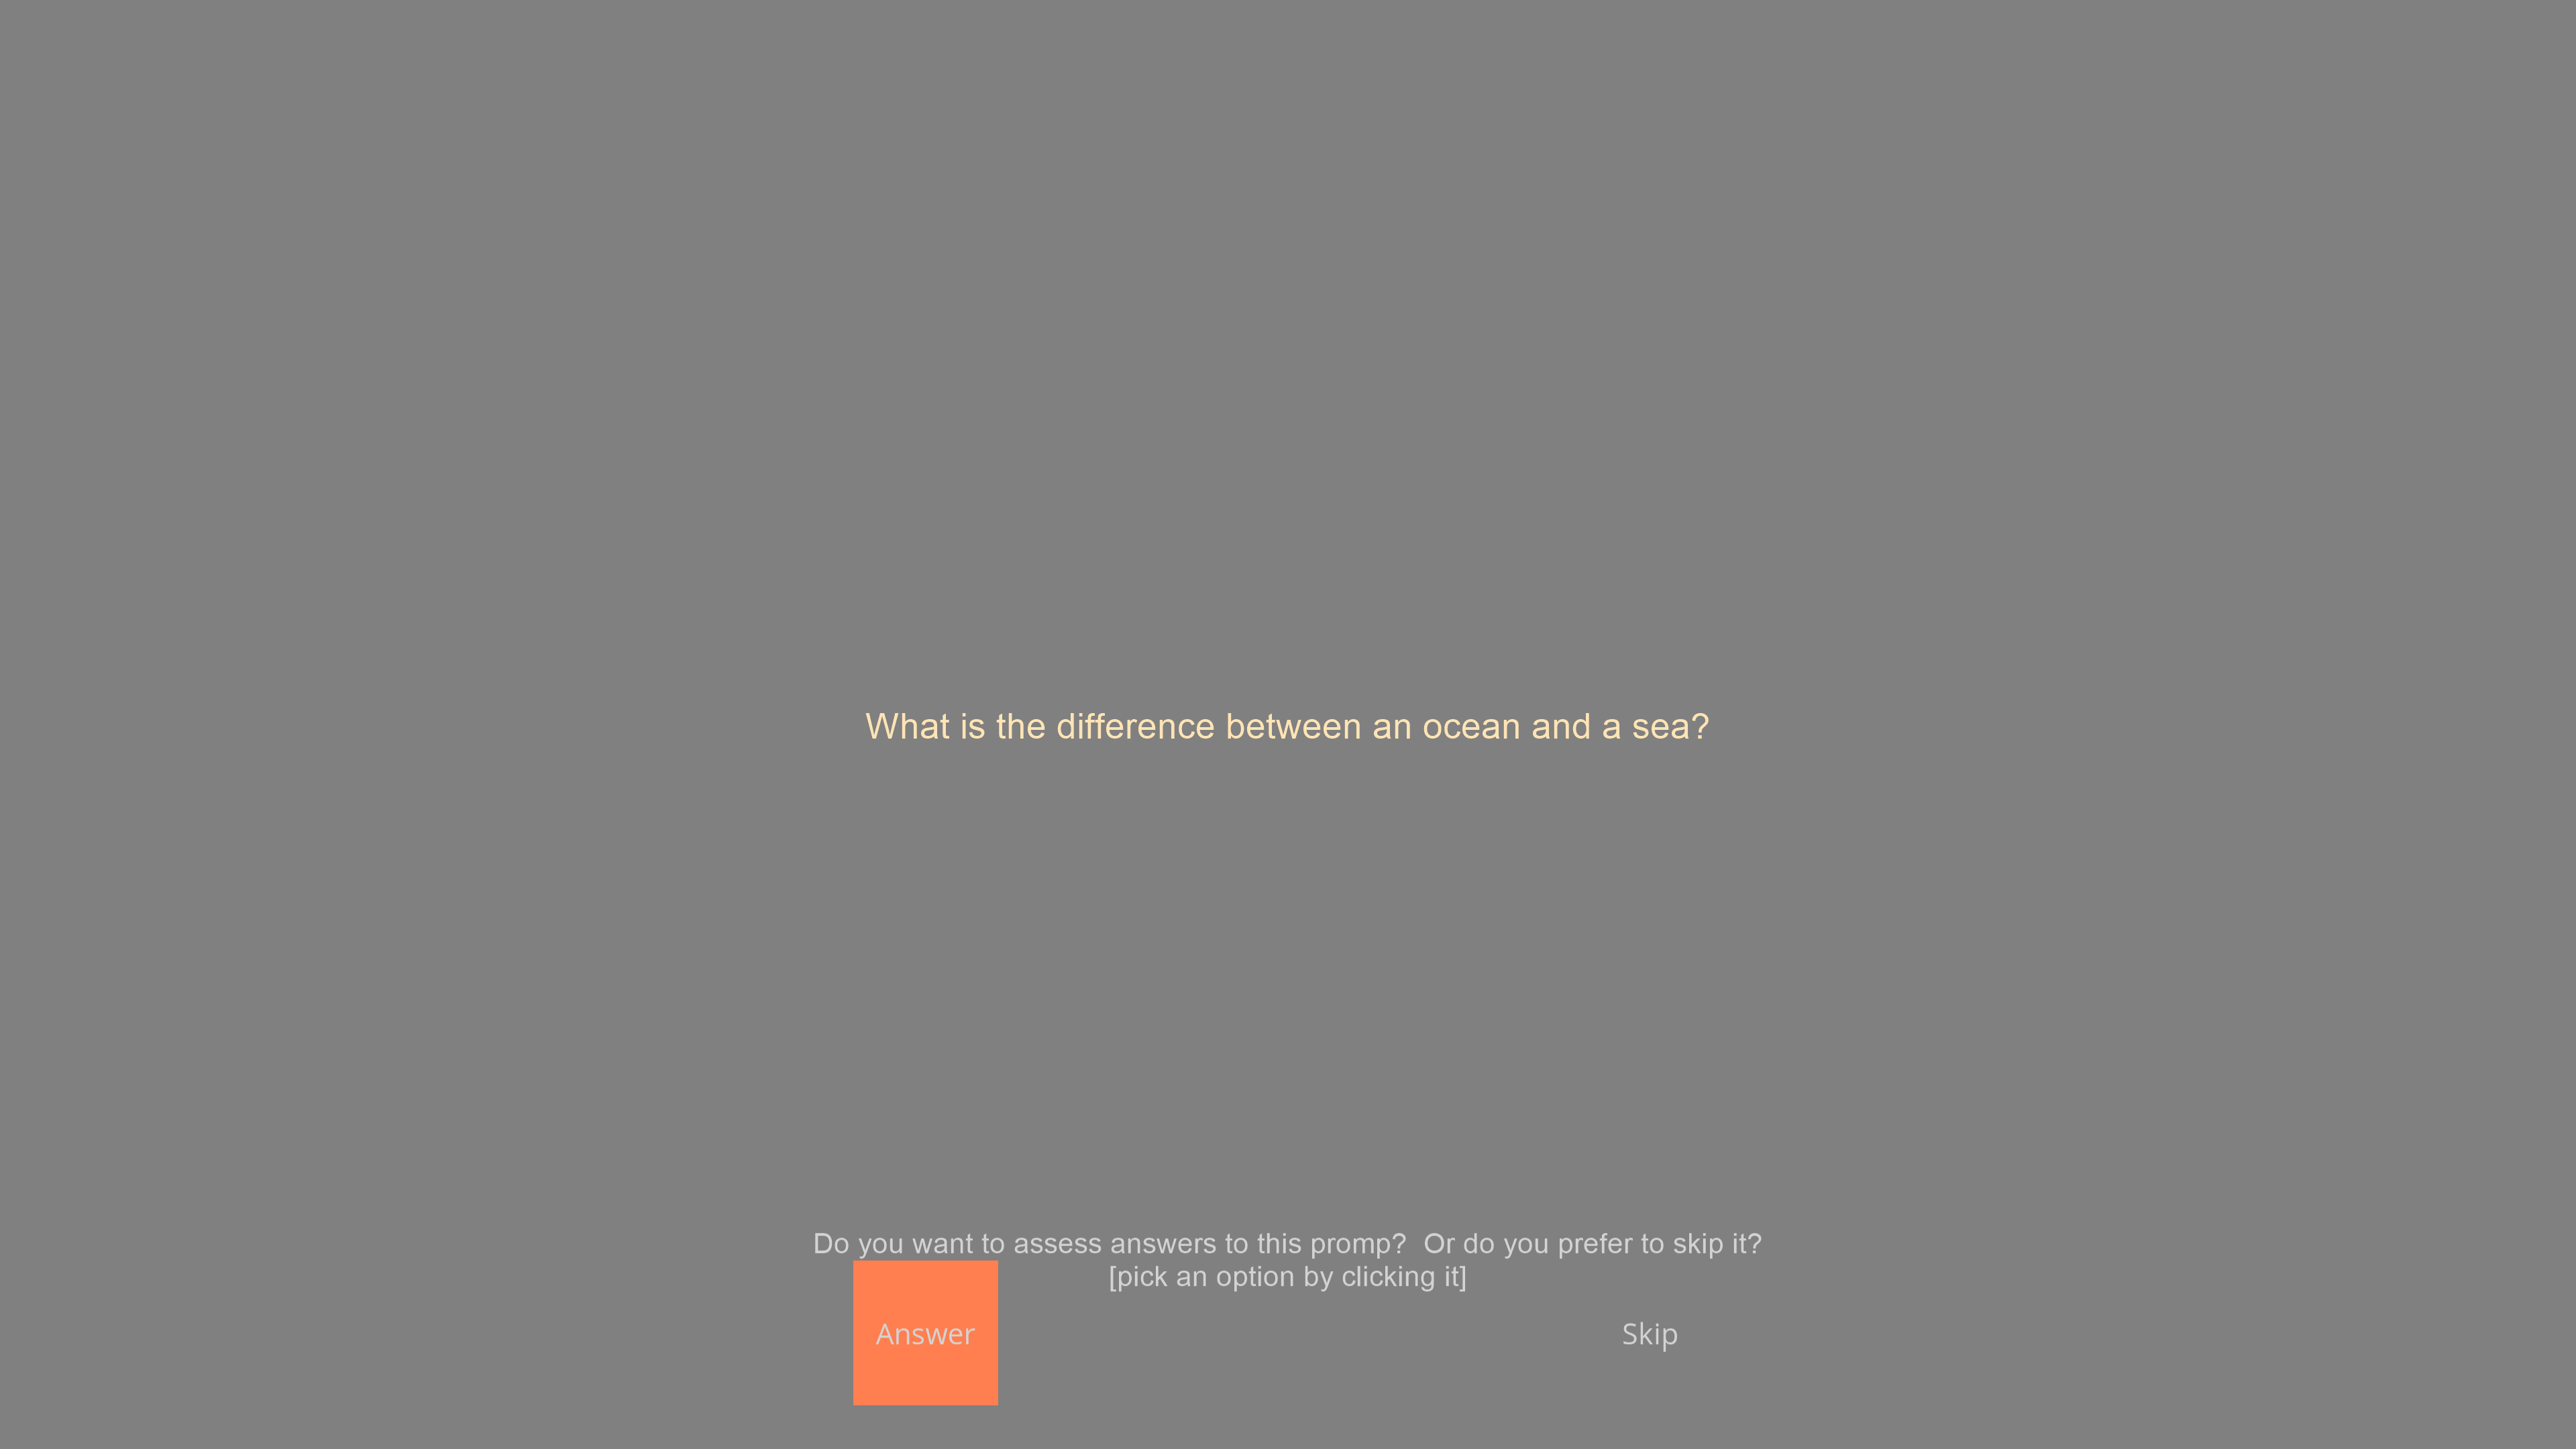 What is the difference between an ocean and a sea?
Do you want to assess answers to this promp?  Or do you prefer to skip it?
[pick an option by clicking it]
Answer
Skip